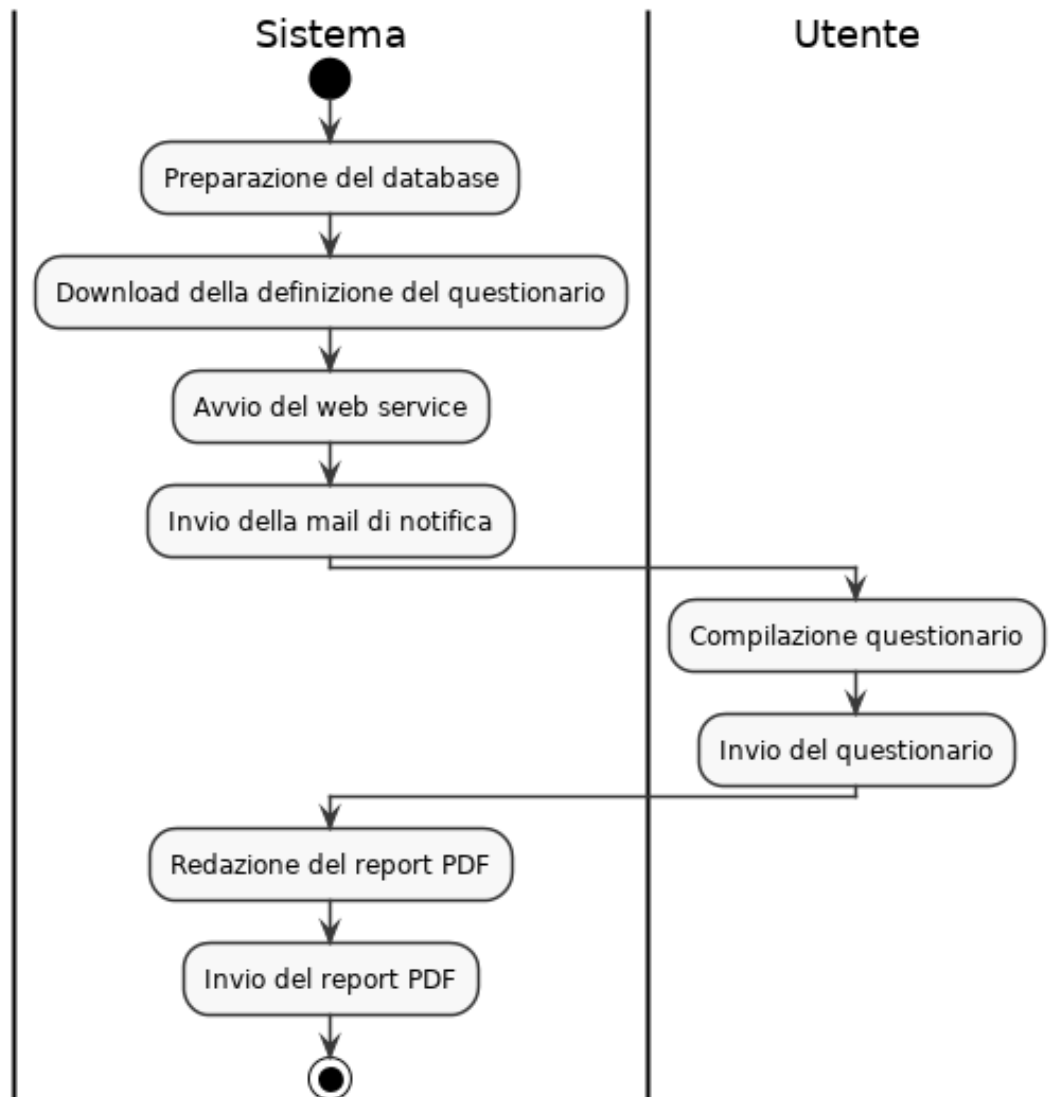 Sistema
Utente
Preparazione del database
Download della definizione del questionario
Avvio del web service
Invio della mail di notifica
Compilazione questionario
Invio del questionario
Redazione del report PDF
Invio del report PDF